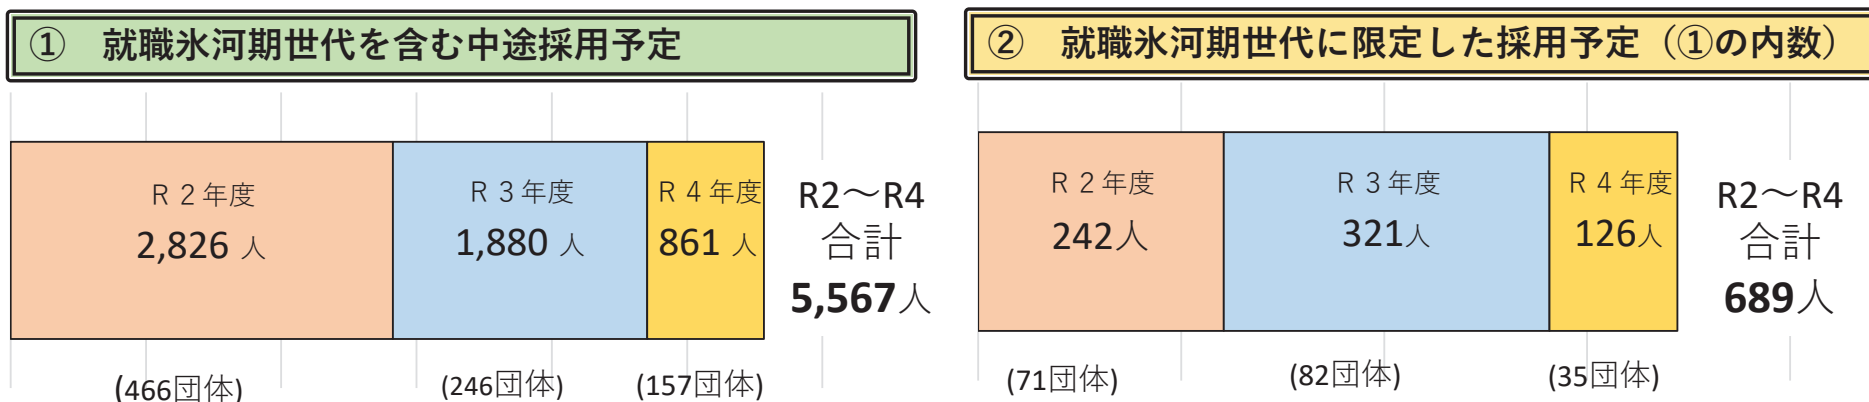 ① 就職氷河期世代を含む中途採用予定
R 2 年度
2,826 人
R 3 年度
1,880 人
R 4 年度
861 人
R2～R4
合計
5,567人
(466団体)
(246団体)
(157団体)
② 就職氷河期世代に限定した採用予定（①の内数）
R 2 年度
242人
R 3 年度
321人
R 4 年度
126人
R2～R4
合計
689人
(71団体)
(82団体)
(35団体)